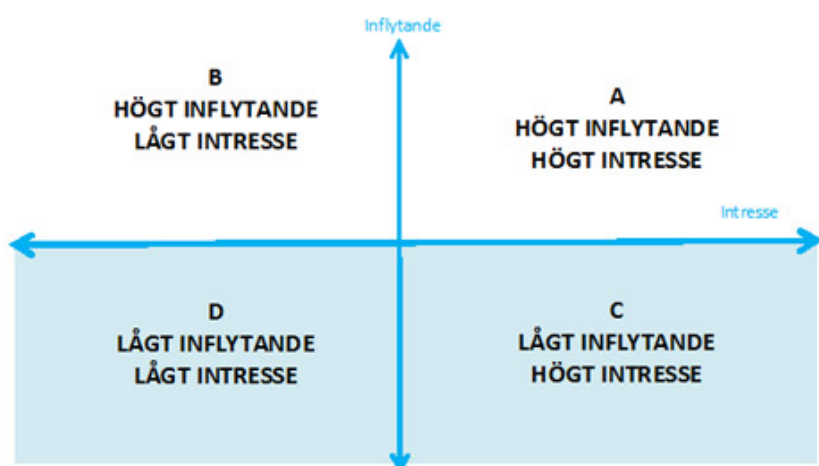 Inflytande
B
HÖGT INFLYTANDE
LÅGT INTRESSE
A
HÖGT INFLYTANDE
HÖGT INTRESSE
Intresse
D
LÅGT INFLYTANDE
LÅGT INTRESSE
C
LÅGT INFLYTANDE
HÖGT INTRESSE